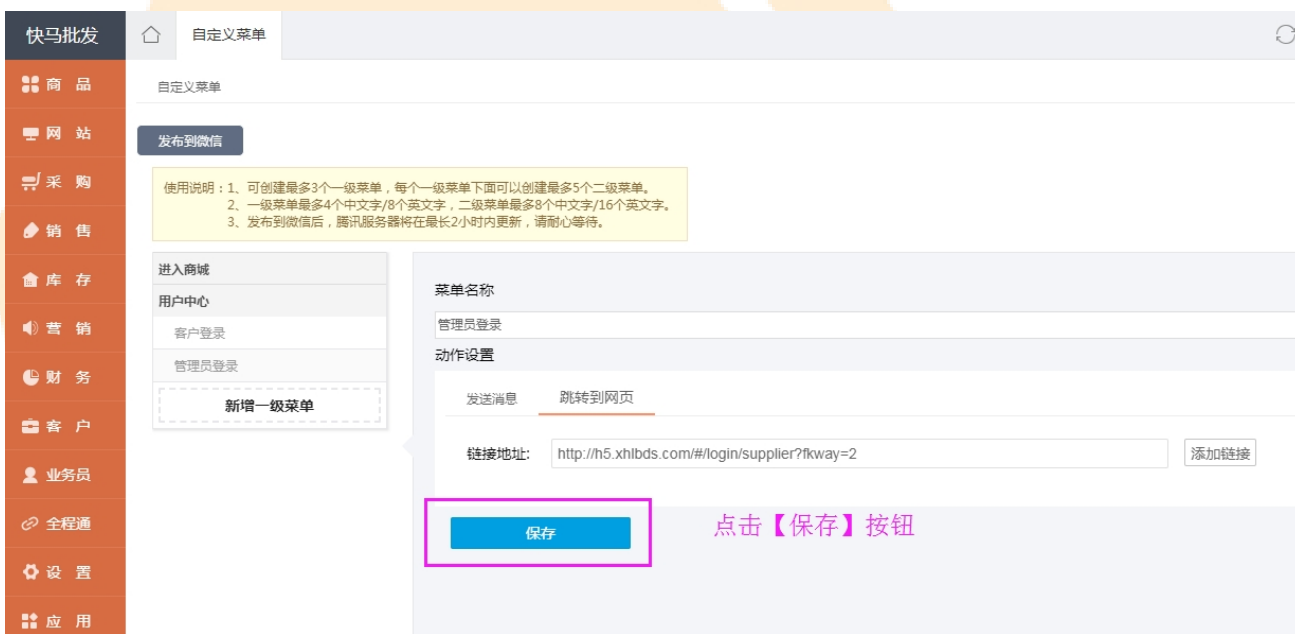 快马批发
自定义菜单
商 品
自定义菜单
网 站
发布到微信
采 购
使用说明：1、可创建最多3个一级菜单，每个一级菜单下面可以创建最多5个二级菜单。
2、一级菜单最多4个中文字/8个英文字，二级菜单最多8个中文字/16个英文字。
3、发布到微信后，腾讯服务器将在最长2小时内更新，请耐心等待。
销 售
库 存
营 销
财 务
客 户
业务员
全程通
设 置
应 用
进入商城
用户中心
客户登录
管理员登录
新增一级菜单
菜单名称
管理员登录
动作设置
发送消息 跳转到网页
链接地址: http://h5.xhlbds.com/#/login/supplier?fkway=2 添加链接
保存
点击【保存】按钮